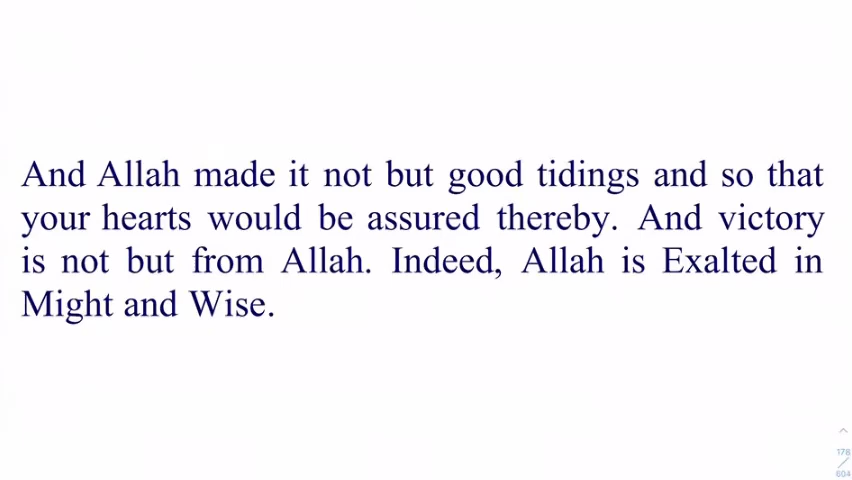 And Allah made it not but good tidings and so that
your hearts would be assured thereby. And victory
is not but from Allah. Indeed, Allah is Exalted in
Might and Wise.
178
604